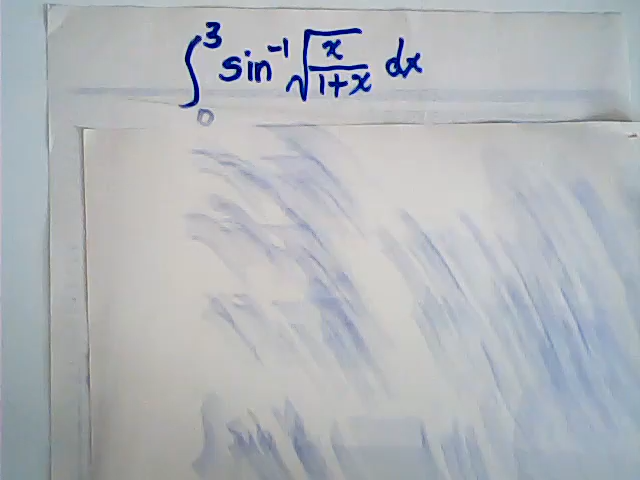 ∫₀³ sin⁻¹ √(x/(1+x)) dx